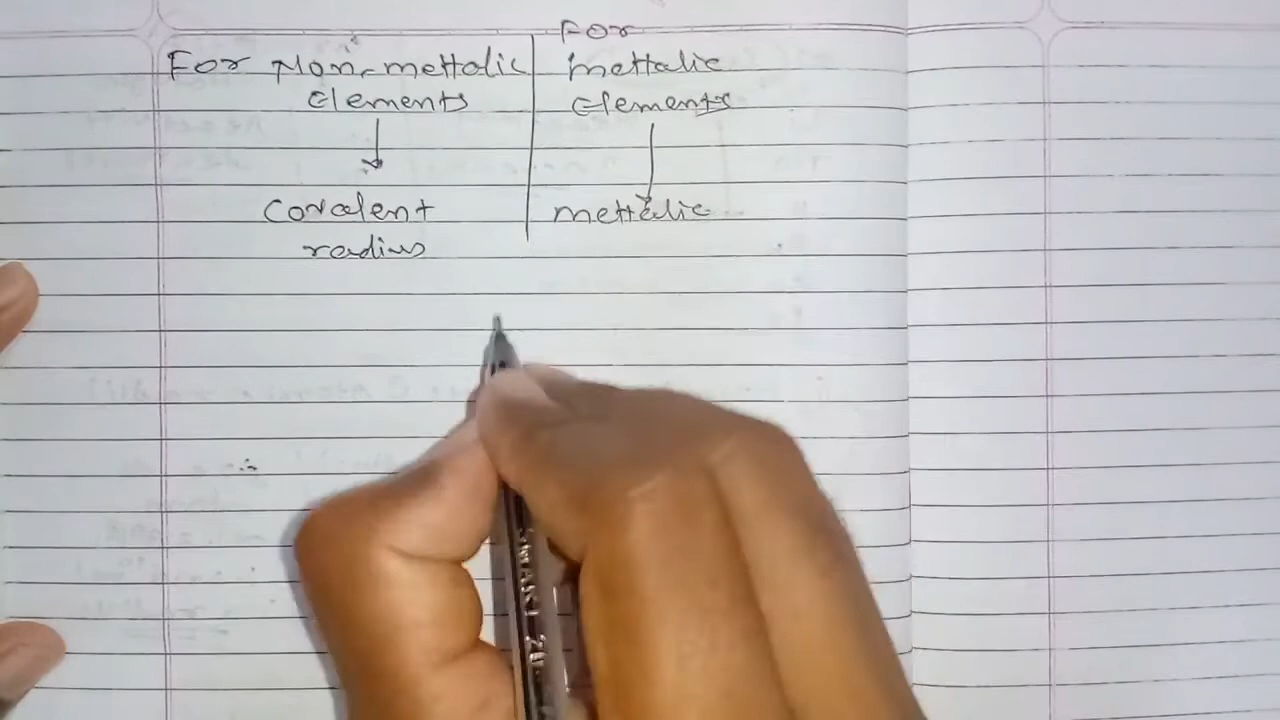 For Non-mettalic
Elements
Covalent
radius
For
mettalic
Elements
mettalic